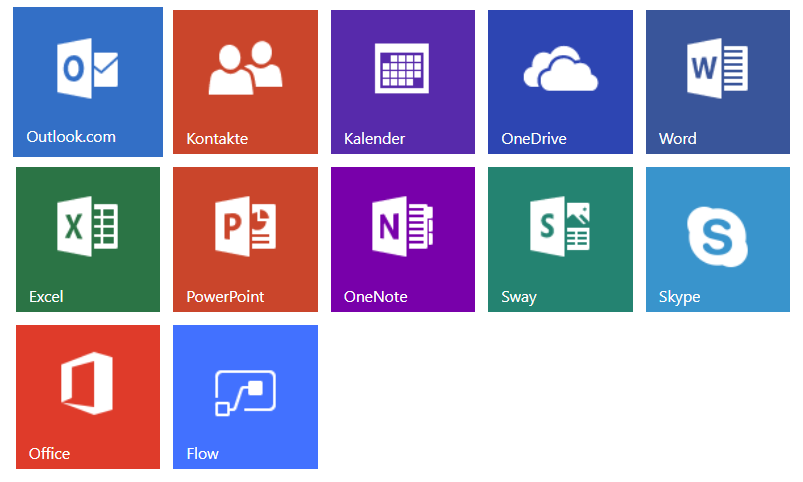 Outlook.com
Kontakte
Kalender
OneDrive
Word
Excel
PowerPoint
OneNote
Sway
Skype
Office
Flow